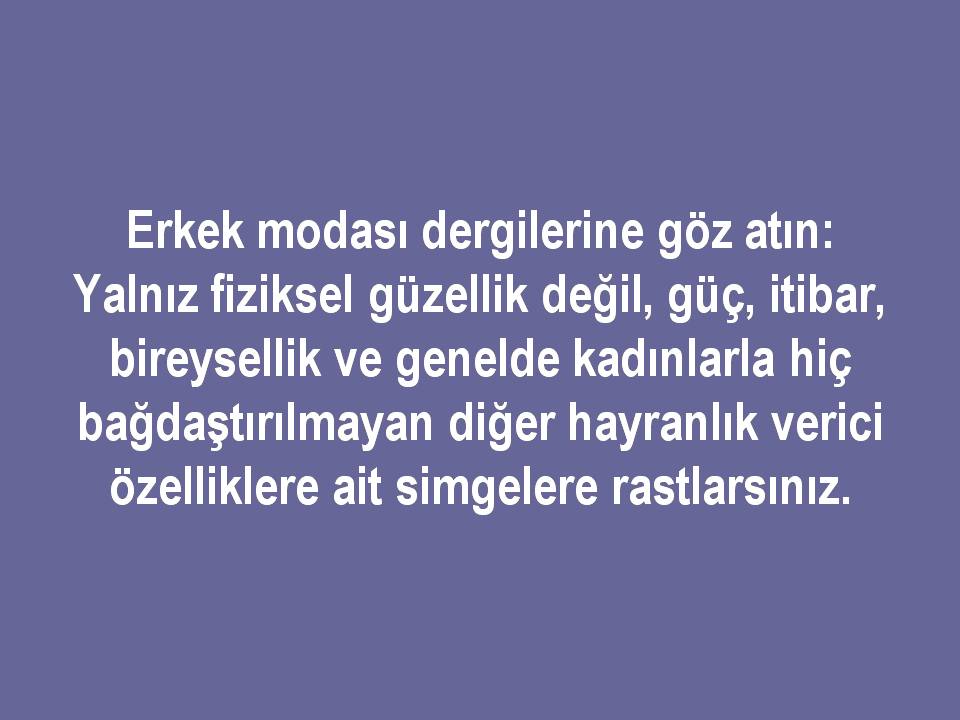 Erkek modası dergilerine göz atın:
Yalnız fiziksel güzellik değil, güç, itibar,
bireysellik ve genelde kadınlarla hiç
bağdaştırılmayan diğer hayranlık verici
özelliklere ait simgelere rastlarsınız.